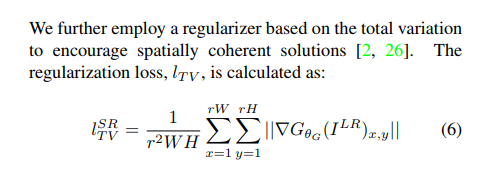 We further employ a regularizer based on the total variation
to encourage spatially coherent solutions [2, 26]. The
regularization loss, l_{TV}, is calculated as:
l^{SR}_{TV} = \frac{1}{r^2WH} \sum_{x=1}^{rW} \sum_{y=1}^{rH} ||\nabla G_{\theta_G}(I^{LR})_{x,y}|| (6)